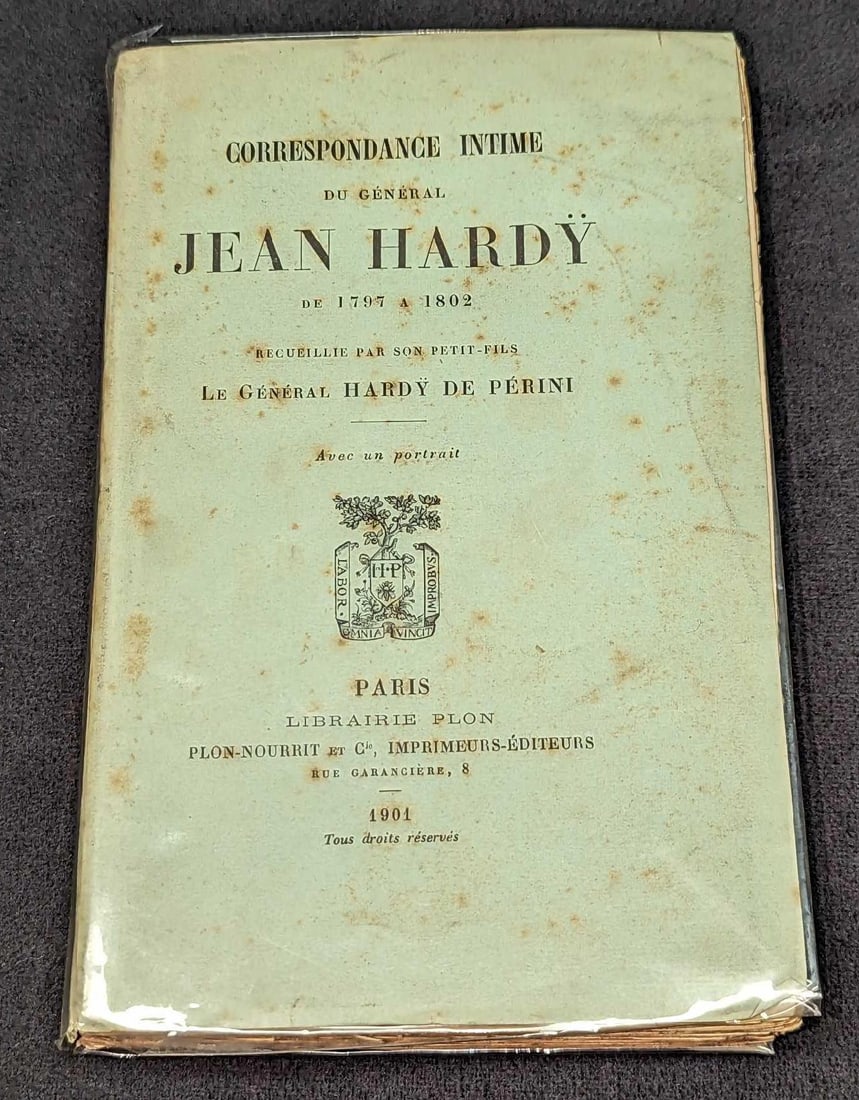 CORRESPONDANCE INTIME
DU GÉNÉRAL
JEAN HARDŸ
DE 1797 A 1802
RECUEILLIE PAR SON PETIT-FILS
LE GÉNÉRAL HARDŸ DE PÉRINI
Avec un portrait
H·P
LABOR·
IMPROBVS
OMNIA VINCIT
PARIS
LIBRAIRIE PLON
PLON-NOURRIT ET Cie, IMPRIMEURS-ÉDITEURS
RUE GARANCIÈRE, 8
1901
Tous droits réservés